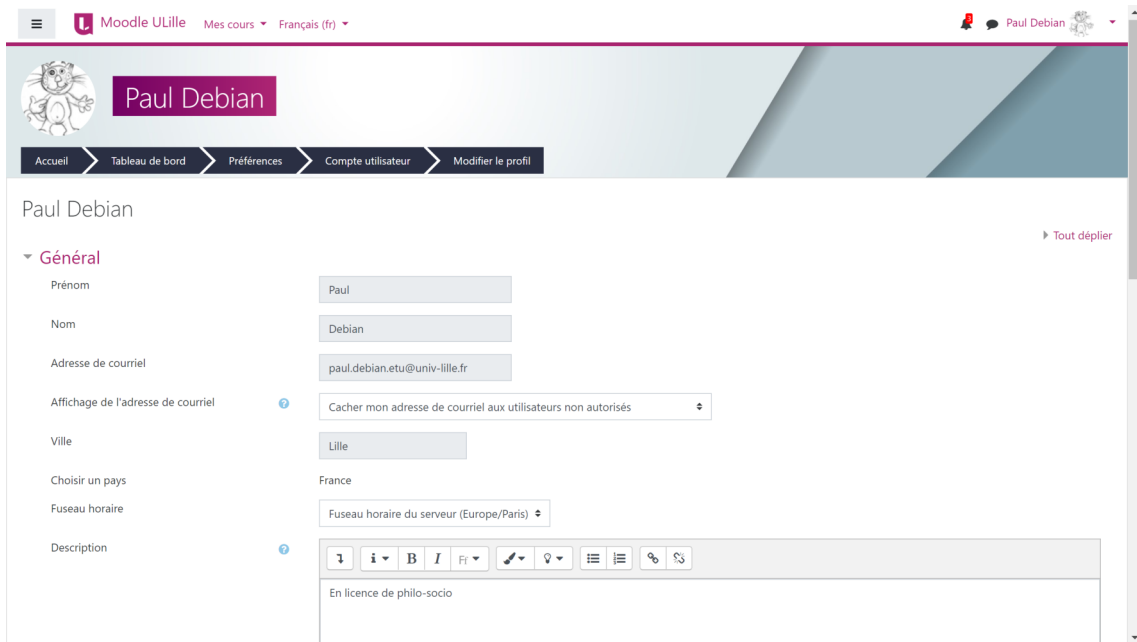 Moodle ULille Mes cours Français (fr) 3 Paul Debian
Paul Debian
Accueil Tableau de bord Préférences Compte utilisateur Modifier le profil
Paul Debian
Tout déplier
Général
Prénom Paul
Nom Debian
Adresse de courriel paul.debian.etu@univ-lille.fr
Affichage de l'adresse de courriel ? Cacher mon adresse de courriel aux utilisateurs non autorisés
Ville Lille
Choisir un pays France
Fuseau horaire Fuseau horaire du serveur (Europe/Paris)
Description ? i B I Ff
En licence de philo-socio